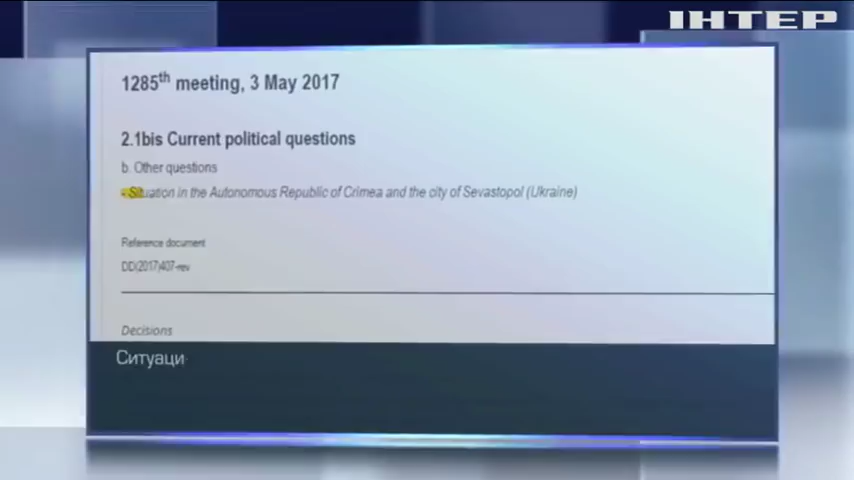 ІНТЕР
1285th meeting, 3 May 2017
2.1bis Current political questions
b. Other questions
- Situation in the Autonomous Republic of Crimea and the city of Sevastopol (Ukraine)
Reference document
DD(2017)407-rev
Decisions
Ситуаци